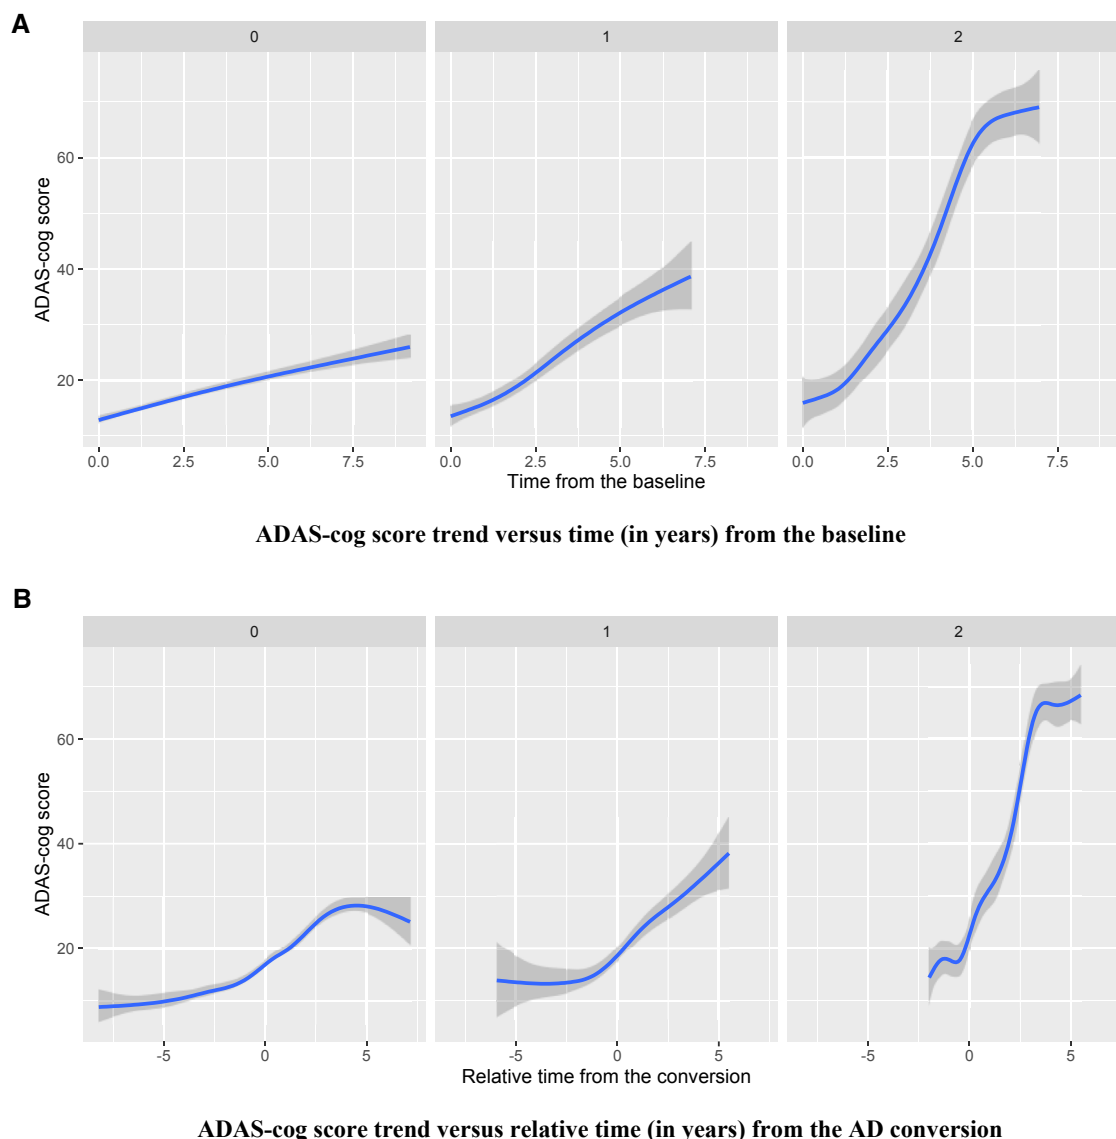 A
0 1 2
60
40
20
ADAS-cog score
0.0 2.5 5.0 7.5 0.0 2.5 5.0 7.5 0.0 2.5 5.0 7.5
Time from the baseline
ADAS-cog score trend versus time (in years) from the baseline
B
0 1 2
60
40
20
ADAS-cog score
-5 0 5 -5 0 5 -5 0 5
Relative time from the conversion
ADAS-cog score trend versus relative time (in years) from the AD conversion